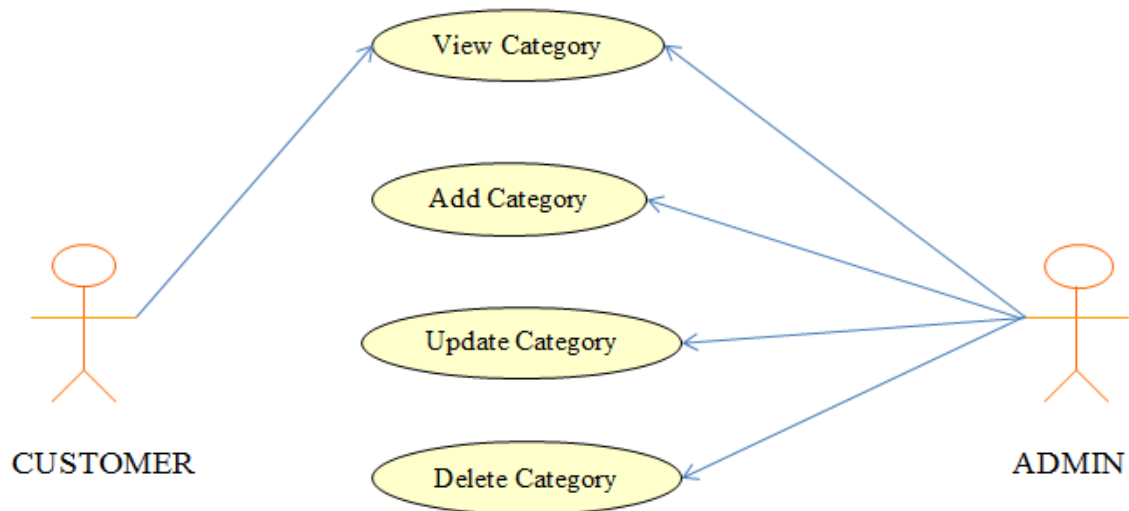 View Category
Add Category
Update Category
Delete Category
CUSTOMER
ADMIN